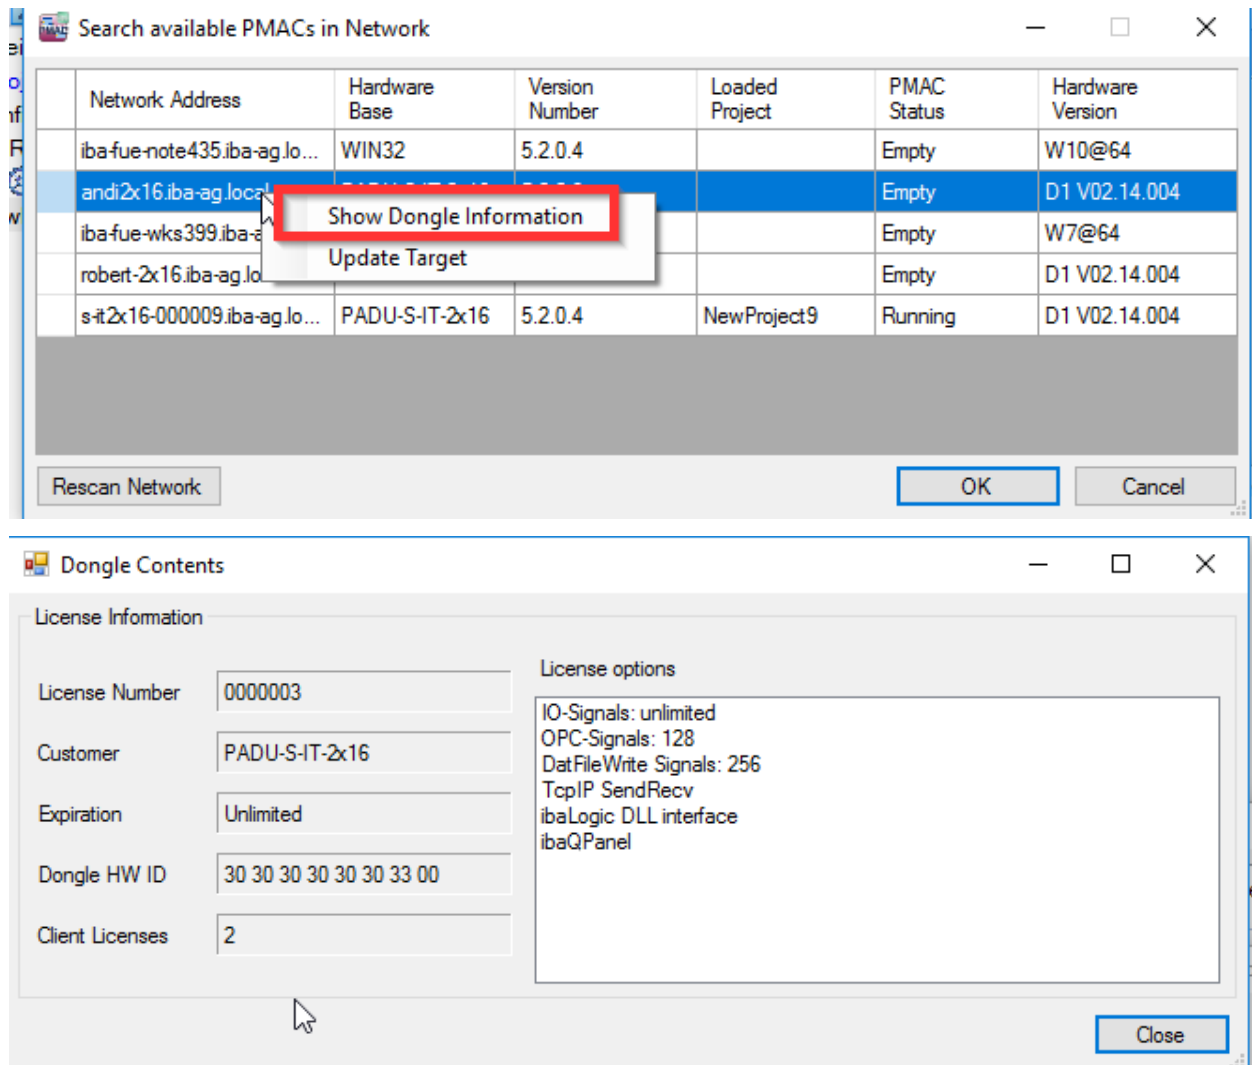 Search available PMACs in Network
Network Address Hardware Base Version Number Loaded Project PMAC Status Hardware Version
iba-fue-note435.iba-ag.lo... WIN32 5.2.0.4 Empty W10@64
andi2x16.iba-ag.local Empty D1 V02.14.004
Show Dongle Information
iba-fue-wks399.iba-a Empty W7@64
Update Target
robert-2x16.iba-ag.lo Empty D1 V02.14.004
s-it2x16-000009.iba-ag.lo... PADU-S-IT-2x16 5.2.0.4 NewProject9 Running D1 V02.14.004
Rescan Network OK Cancel
Dongle Contents
License Information
License Number 0000003
Customer PADU-S-IT-2x16
Expiration Unlimited
Dongle HW ID 30 30 30 30 30 30 33 00
Client Licenses 2
License options
IO-Signals: unlimited
OPC-Signals: 128
DatFileWrite Signals: 256
TcpIP SendRecv
ibaLogic DLL interface
ibaQPanel
Close